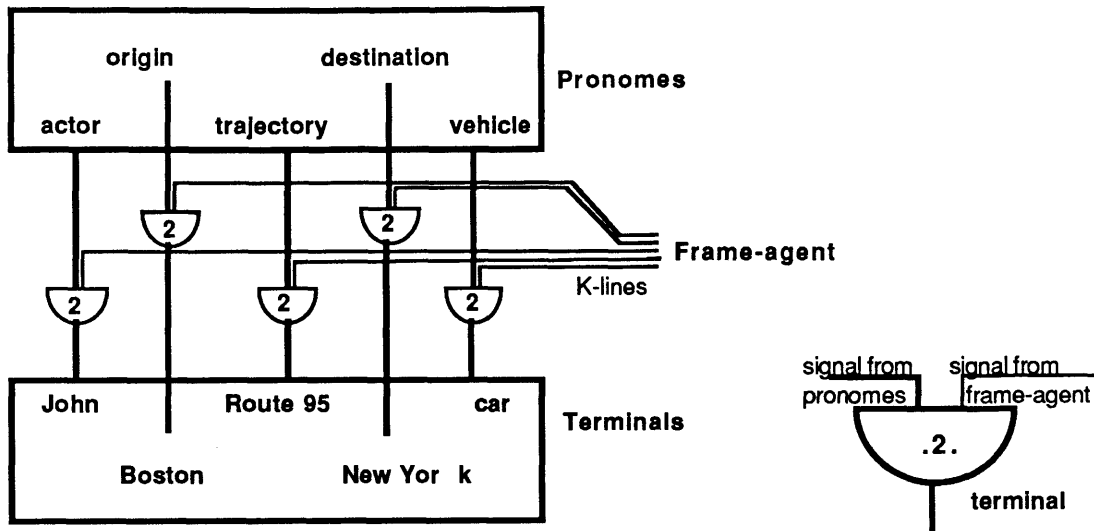 origin destination
Pronomes
actor trajectory vehicle
2 2
Frame-agent
K-lines
2 2 2
signal from signal from
pronomes frame-agent
John Route 95 car
Terminals
.2.
Boston New Yor k
terminal